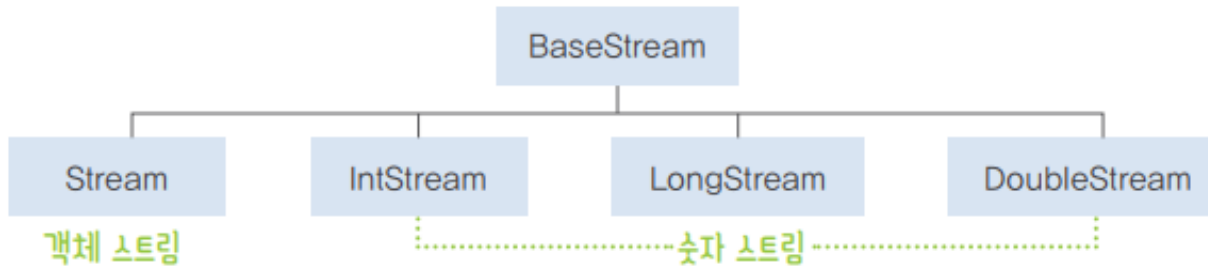 BaseStream
Stream
IntStream
LongStream
DoubleStream
객체 스트림
숫자 스트림